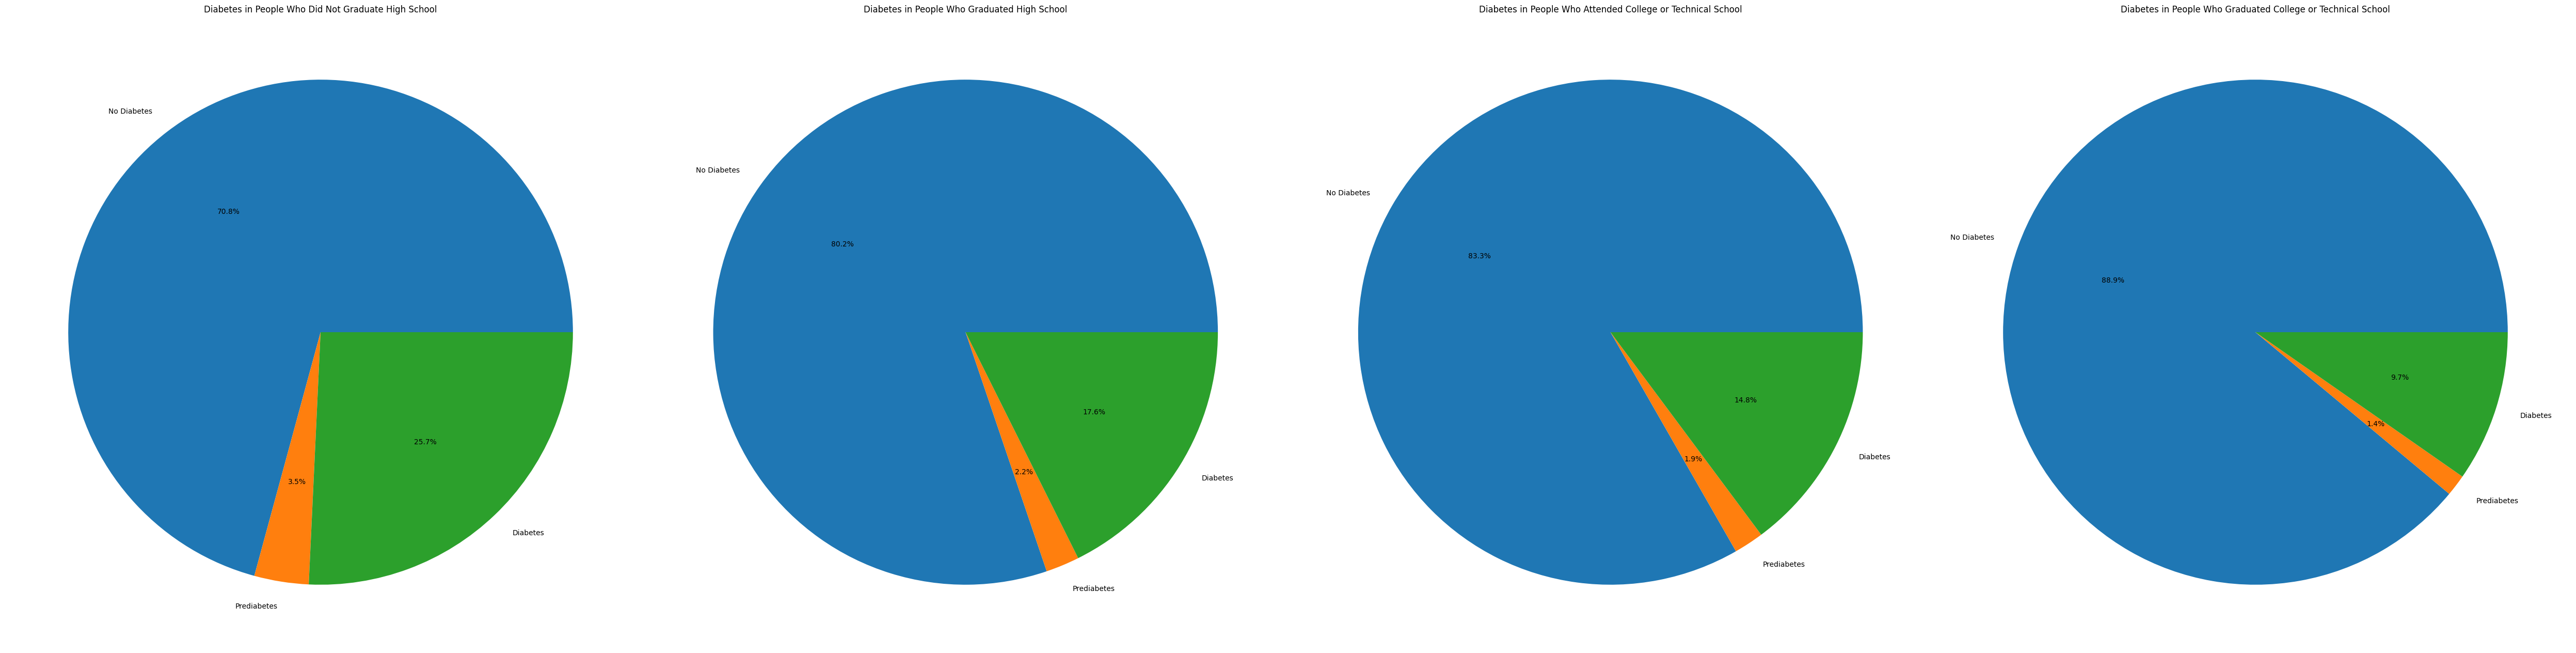 Diabetes in People Who Did Not Graduate High School
No Diabetes
70.8%
3.5%
25.7%
Prediabetes
Diabetes
Diabetes in People Who Graduated High School
No Diabetes
80.2%
2.2%
17.6%
Prediabetes
Diabetes
Diabetes in People Who Attended College or Technical School
No Diabetes
83.3%
1.9%
14.8%
Prediabetes
Diabetes
Diabetes in People Who Graduated College or Technical School
No Diabetes
88.9%
1.4%
9.7%
Prediabetes
Diabetes